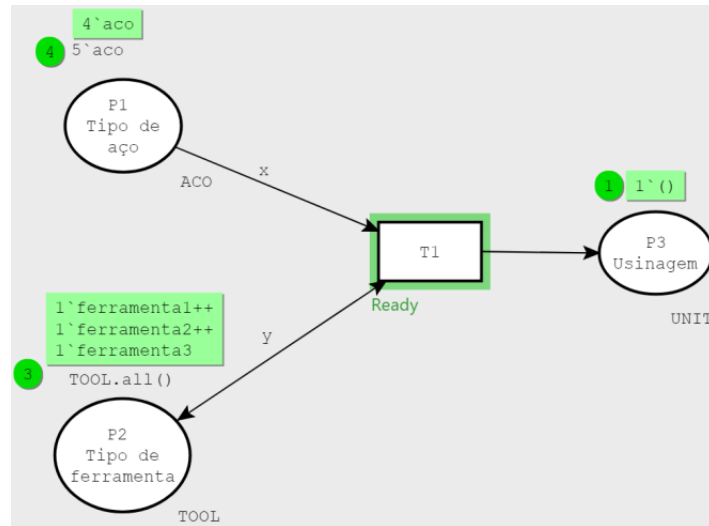 4`aco
4
5`aco
P1
Tipo de
aço
ACO
x
1
1`()
P3
Usinagem
UNIT
T1
Ready
1`ferramenta1++
1`ferramenta2++
1`ferramenta3
3
TOOL.all()
y
P2
Tipo de
ferramenta
TOOL